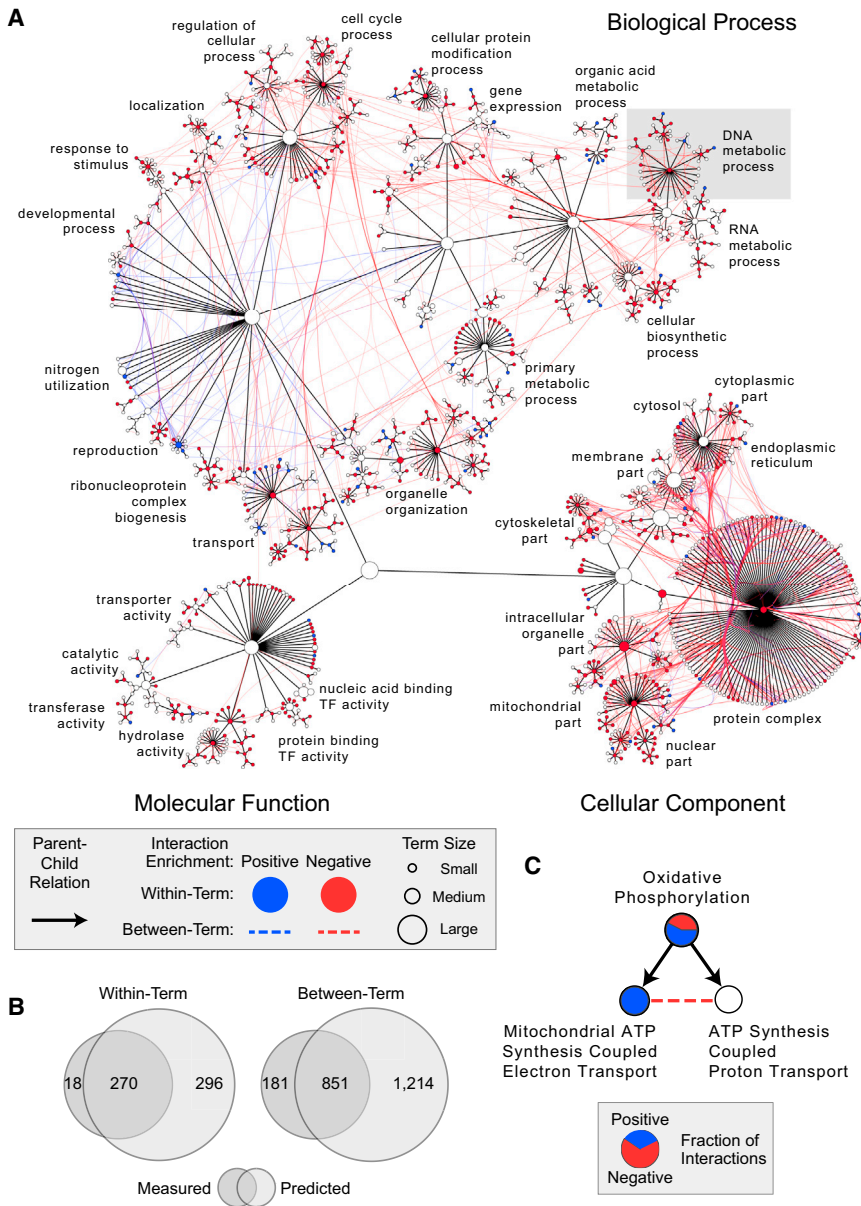 A
Biological Process
regulation of
cellular
process
cell cycle
process
cellular protein
modification
process
gene
expression
organic acid
metabolic
process
DNA
metabolic
process
localization
response to
stimulus
developmental
process
RNA
metabolic
process
cellular
biosynthetic
process
primary
metabolic
process
nitrogen
utilization
reproduction
ribonucleoprotein
complex
biogenesis
transport
organelle
organization
cytosol
cytoplasmic
part
endoplasmic
reticulum
membrane
part
cytoskeletal
part
intracellular
organelle
part
mitochondrial
part
nuclear
part
protein complex
transporter
activity
catalytic
activity
transferase
activity
hydrolase
activity
nucleic acid binding
TF activity
protein binding
TF activity
Molecular Function
Cellular Component
Parent-
Child
Relation
Interaction
Enrichment:
Positive
Negative
Within-Term:
Between-Term:
Term Size
Small
Medium
Large
B
Within-Term
18
270
296
Between-Term
181
851
1,214
Measured
Predicted
C
Oxidative
Phosphorylation
Mitochondrial ATP
Synthesis Coupled
Electron Transport
ATP Synthesis
Coupled
Proton Transport
Positive
Negative
Fraction of
Interactions